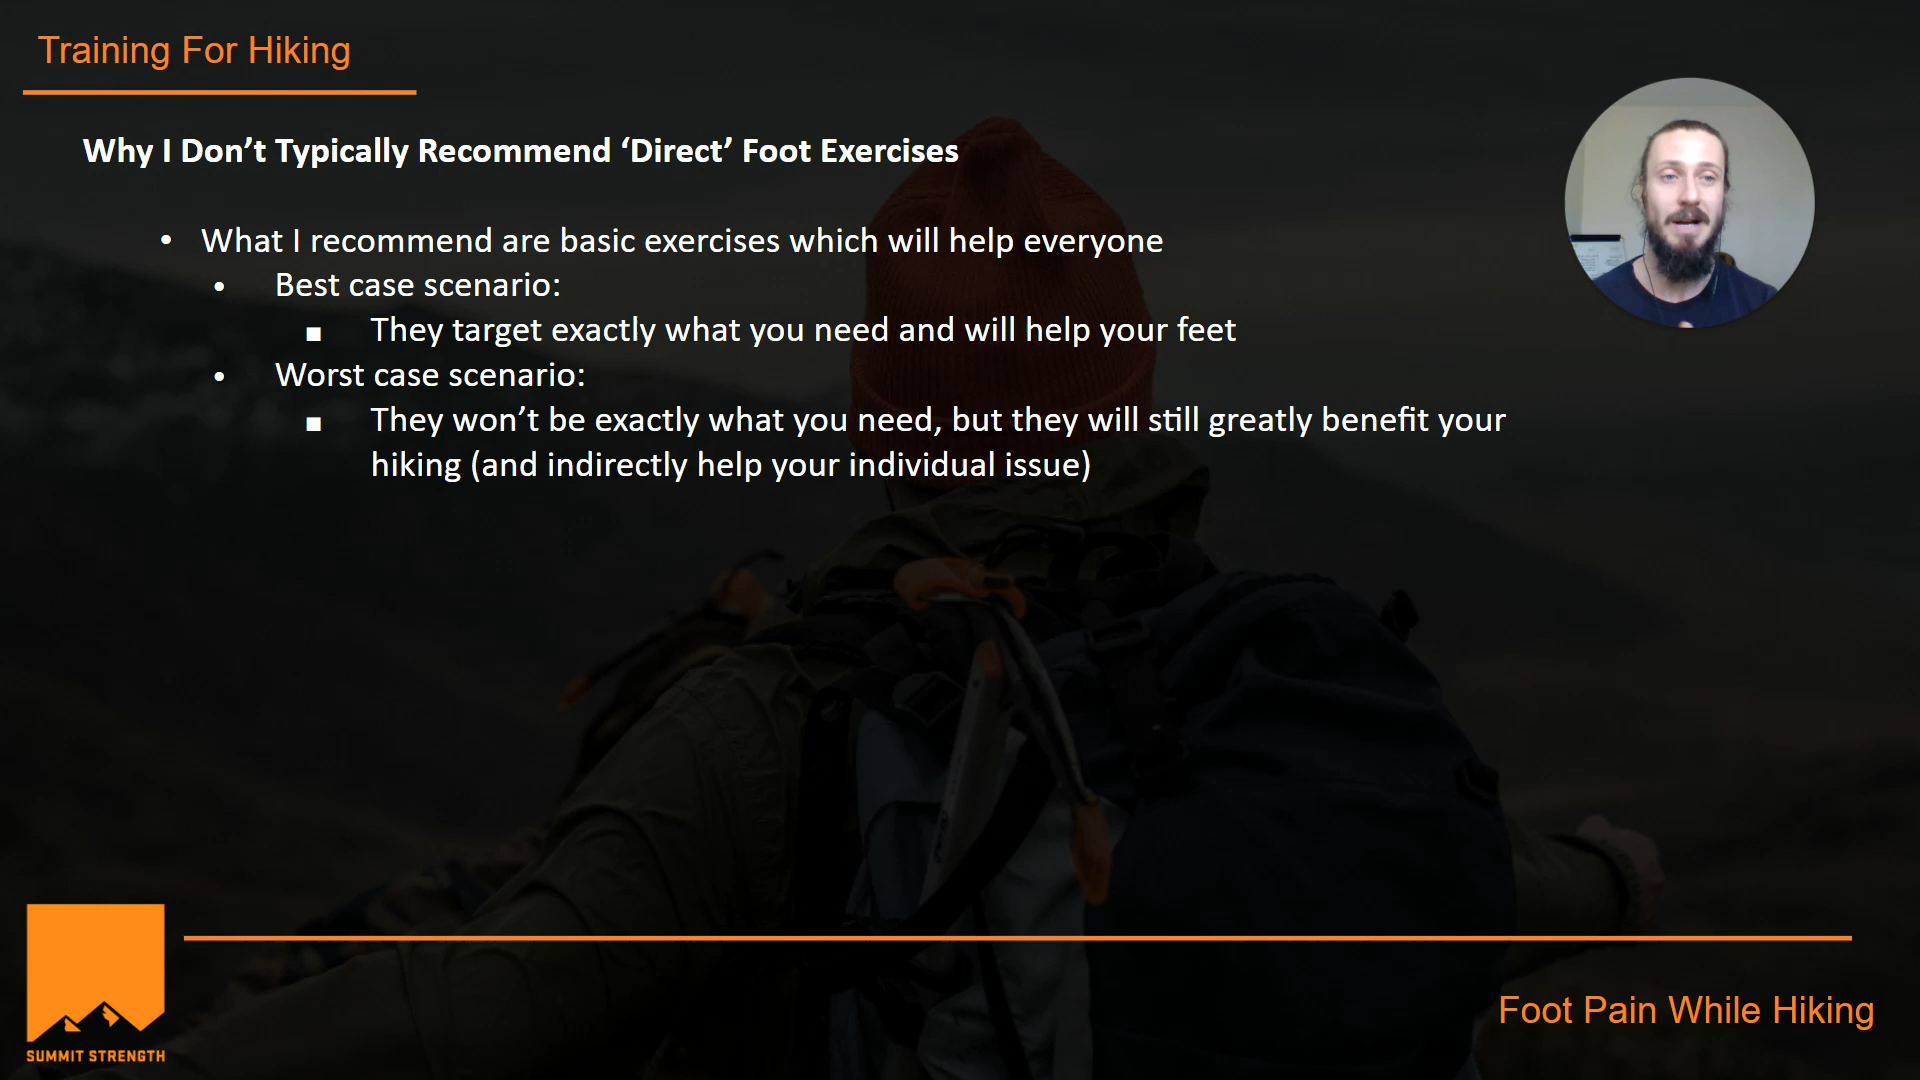 Training For Hiking
Why I Don’t Typically Recommend ‘Direct’ Foot Exercises
• What I recommend are basic exercises which will help everyone
• Best case scenario:
▪ They target exactly what you need and will help your feet
• Worst case scenario:
▪ They won’t be exactly what you need, but they will still greatly benefit your
hiking (and indirectly help your individual issue)
SUMMIT STRENGTH
Foot Pain While Hiking